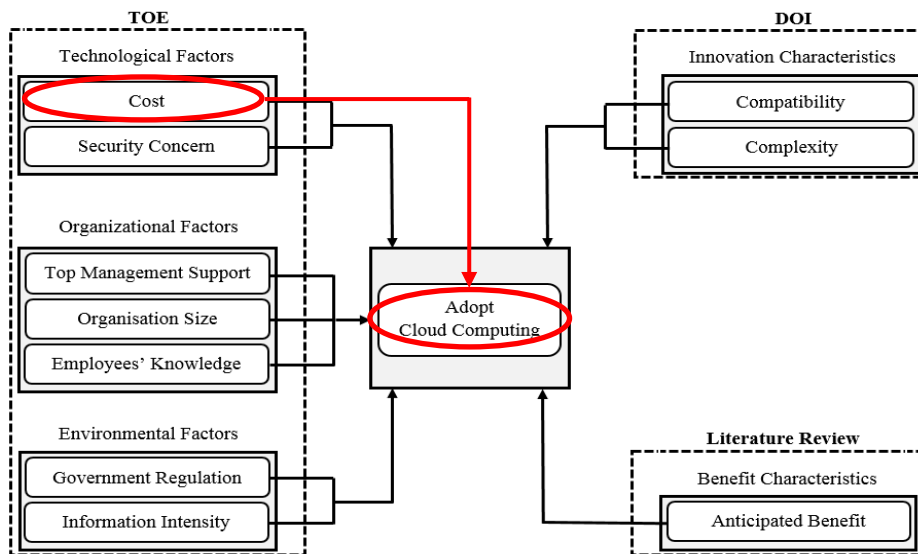 TOE
Technological Factors
Cost
Security Concern
Organizational Factors
Top Management Support
Organisation Size
Employees’ Knowledge
Environmental Factors
Government Regulation
Information Intensity
Adopt
Cloud Computing
DOI
Innovation Characteristics
Compatibility
Complexity
Literature Review
Benefit Characteristics
Anticipated Benefit